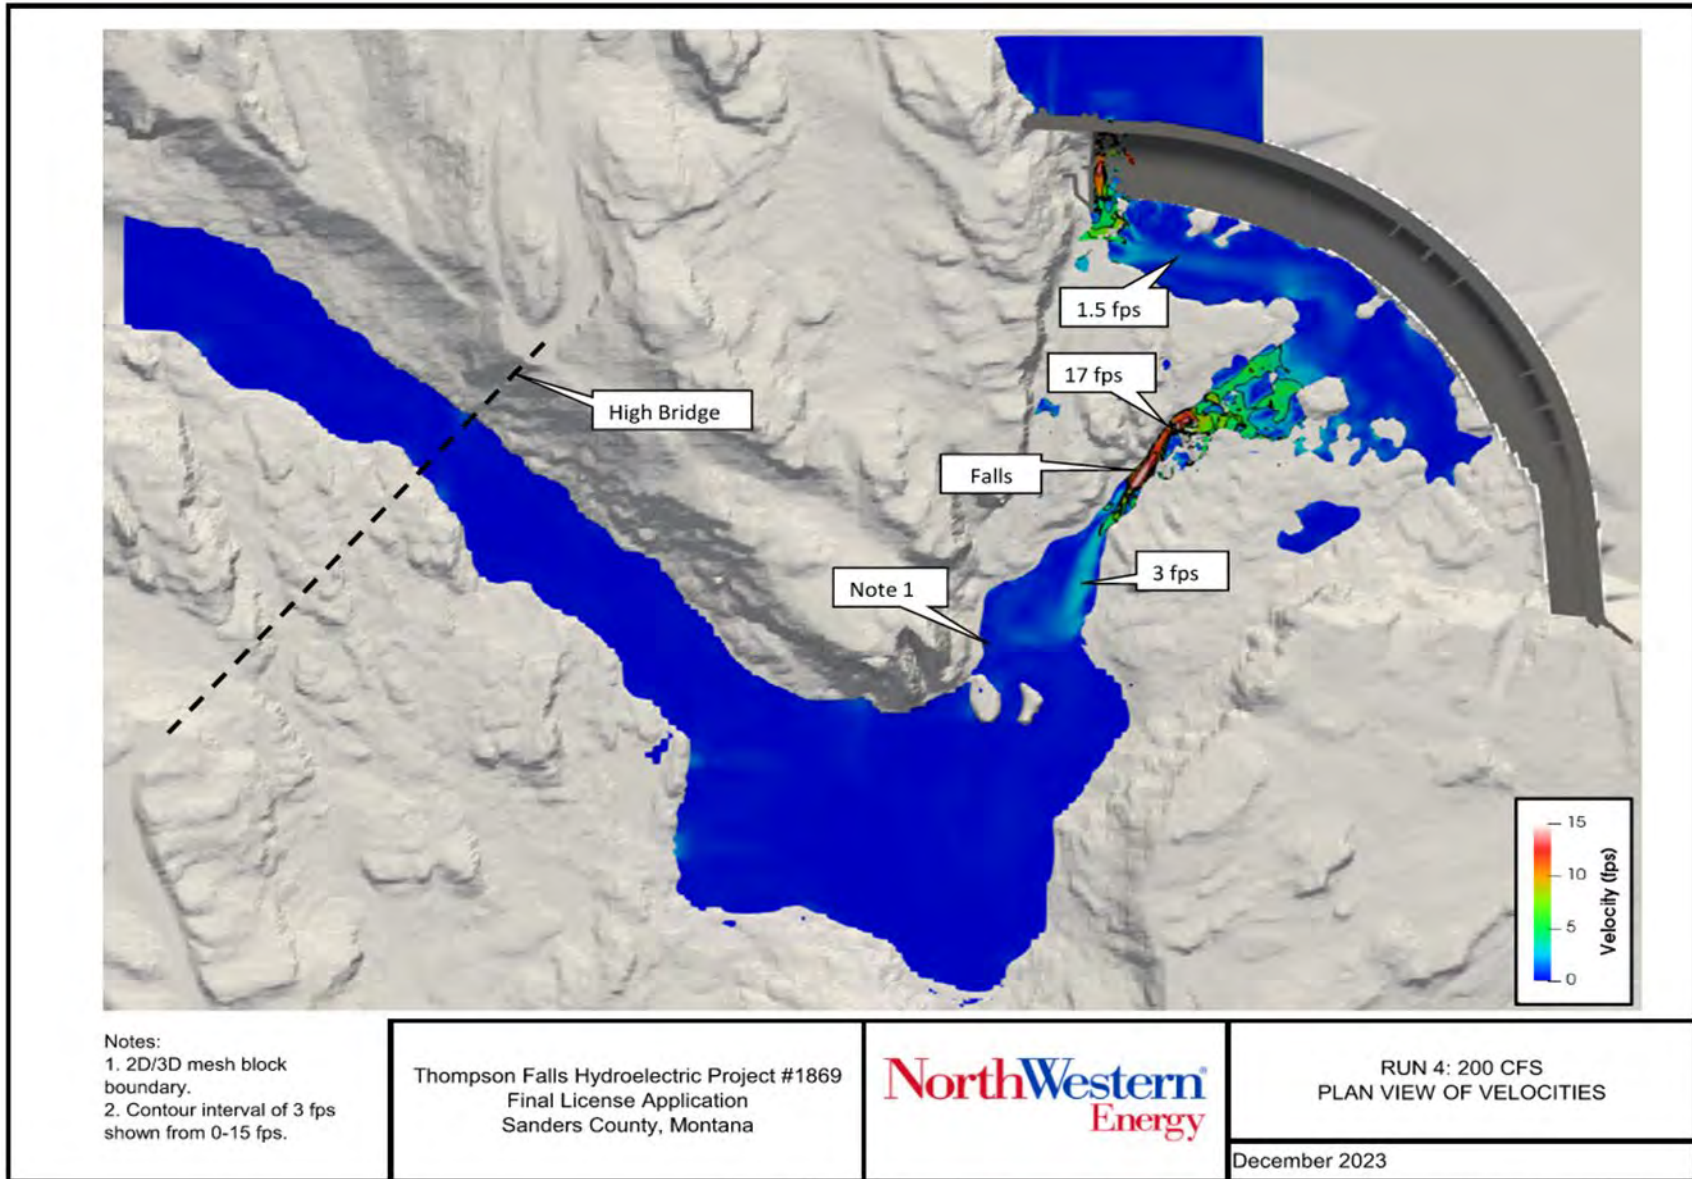 1.5 fps
17 fps
High Bridge
Falls
3 fps
Note 1
15
10
5
0
Velocity (fps)
Notes:
1. 2D/3D mesh block
boundary.
2. Contour interval of 3 fps
shown from 0-15 fps.
Thompson Falls Hydroelectric Project #1869
Final License Application
Sanders County, Montana
NorthWestern®
Energy
RUN 4: 200 CFS
PLAN VIEW OF VELOCITIES
December 2023